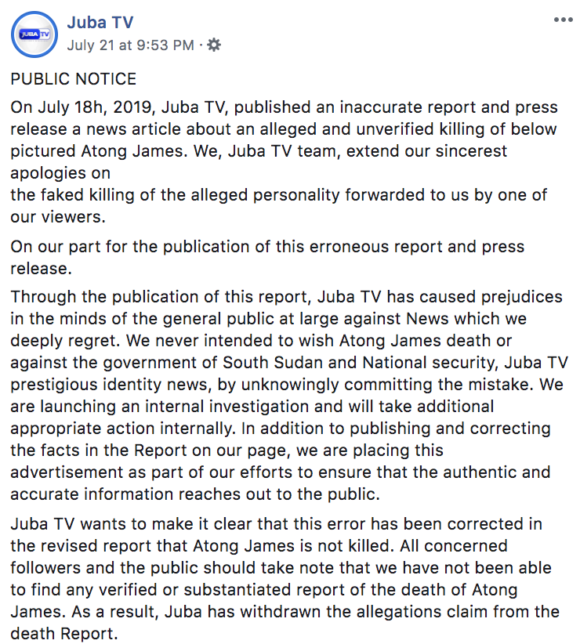 JUBA TV
Juba TV
July 21 at 9:53 PM ·
PUBLIC NOTICE
On July 18h, 2019, Juba TV, published an inaccurate report and press
release a news article about an alleged and unverified killing of below
pictured Atong James. We, Juba TV team, extend our sincerest
apologies on
the faked killing of the alleged personality forwarded to us by one of
our viewers.
On our part for the publication of this erroneous report and press
release.
Through the publication of this report, Juba TV has caused prejudices
in the minds of the general public at large against News which we
deeply regret. We never intended to wish Atong James death or
against the government of South Sudan and National security, Juba TV
prestigious identity news, by unknowingly committing the mistake. We
are launching an internal investigation and will take additional
appropriate action internally. In addition to publishing and correcting
the facts in the Report on our page, we are placing this
advertisement as part of our efforts to ensure that the authentic and
accurate information reaches out to the public.
Juba TV wants to make it clear that this error has been corrected in
the revised report that Atong James is not killed. All concerned
followers and the public should take note that we have not been able
to find any verified or substantiated report of the death of Atong
James. As a result, Juba has withdrawn the allegations claim from the
death Report.